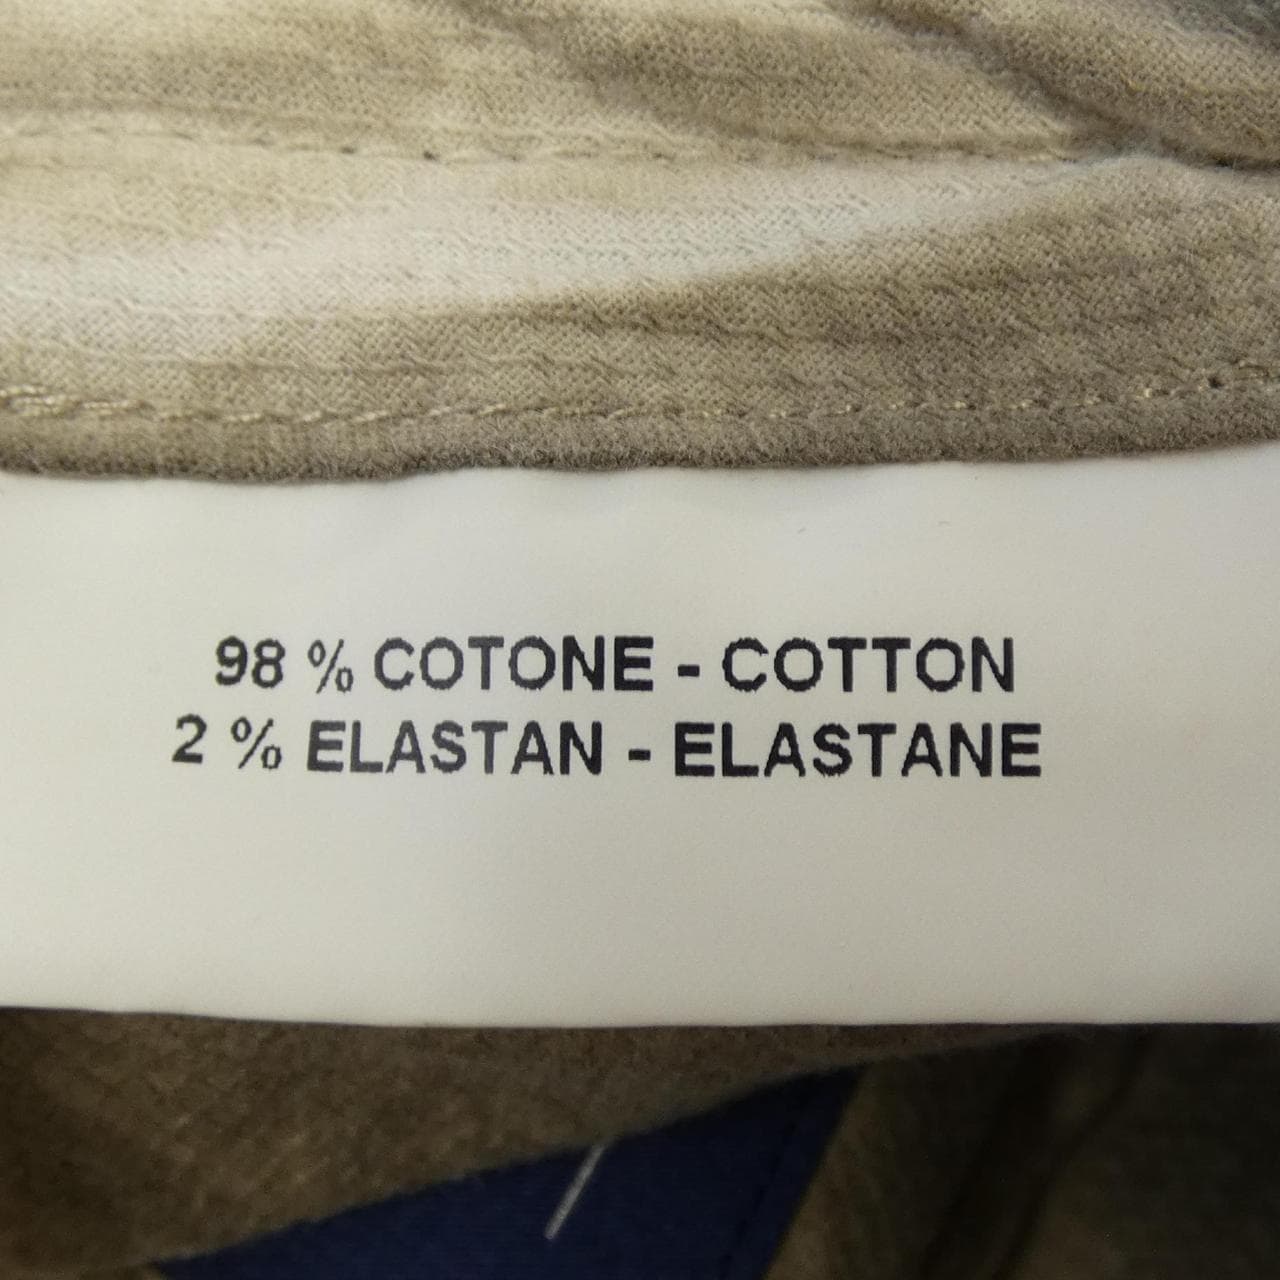 98 % COTONE - COTTON
2 % ELASTAN - ELASTANE